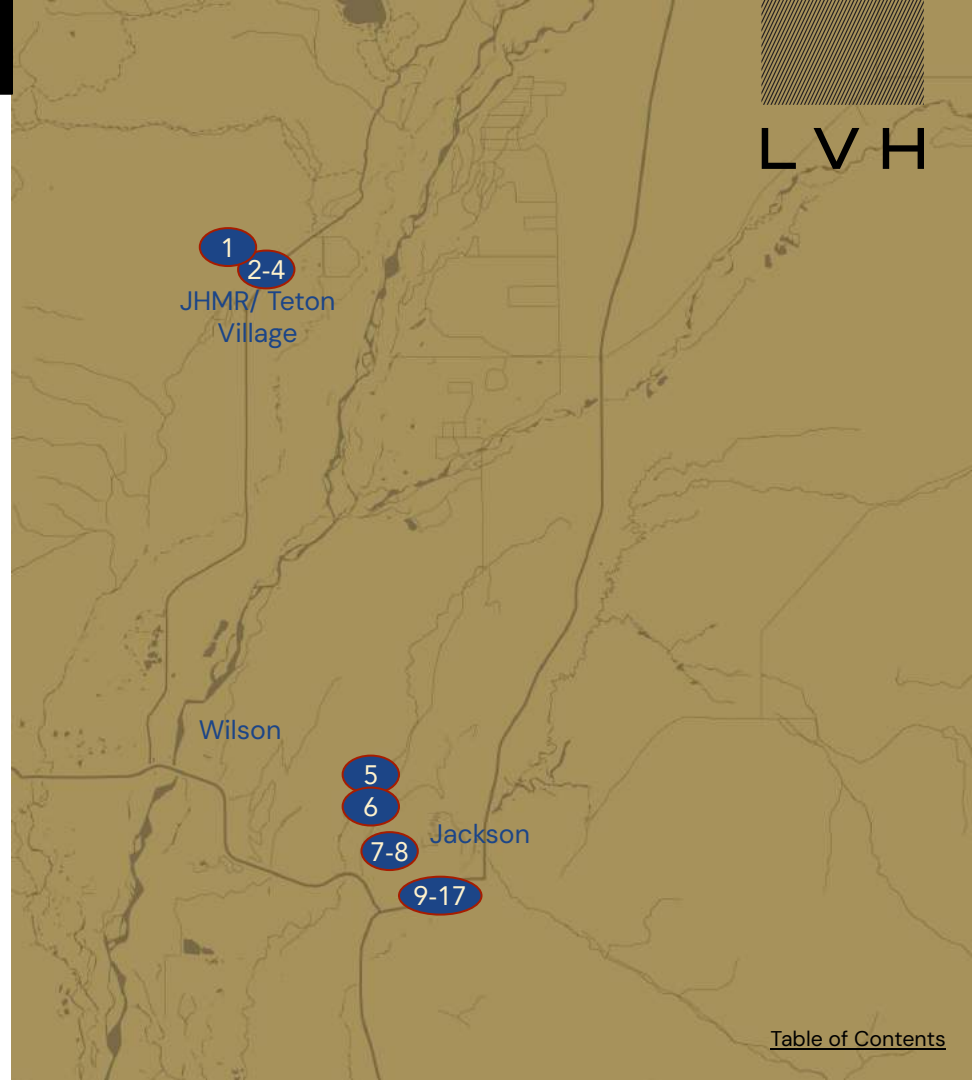 LVH
1
2-4
JHMR/ Teton
Village
Wilson
5
6
Jackson
7-8
9-17
Table of Contents